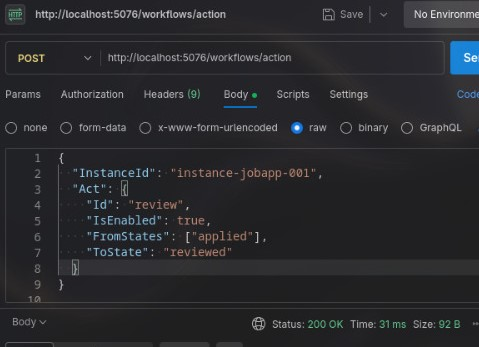 HTTP http://localhost:5076/workflows/action Save No Environme
POST http://localhost:5076/workflows/action Se
Params Authorization Headers (9) Body Scripts Settings Code
none form-data x-www-form-urlencoded raw binary GraphQL
1 {
2 "InstanceId": "instance-jobapp-001",
3 "Act": {
4 "Id": "review",
5 "IsEnabled": true,
6 "FromStates": ["applied"],
7 "ToState": "reviewed"
8 }
9 }
10
Body Status: 200 OK Time: 31 ms Size: 92 B